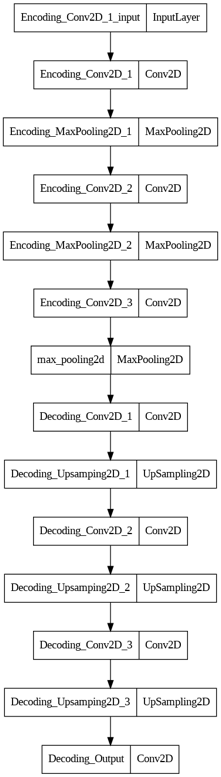 Encoding_Conv2D_1_input InputLayer
Encoding_Conv2D_1 Conv2D
Encoding_MaxPooling2D_1 MaxPooling2D
Encoding_Conv2D_2 Conv2D
Encoding_MaxPooling2D_2 MaxPooling2D
Encoding_Conv2D_3 Conv2D
max_pooling2d MaxPooling2D
Decoding_Conv2D_1 Conv2D
Decoding_Upsamping2D_1 UpSampling2D
Decoding_Conv2D_2 Conv2D
Decoding_Upsamping2D_2 UpSampling2D
Decoding_Conv2D_3 Conv2D
Decoding_Upsamping2D_3 UpSampling2D
Decoding_Output Conv2D